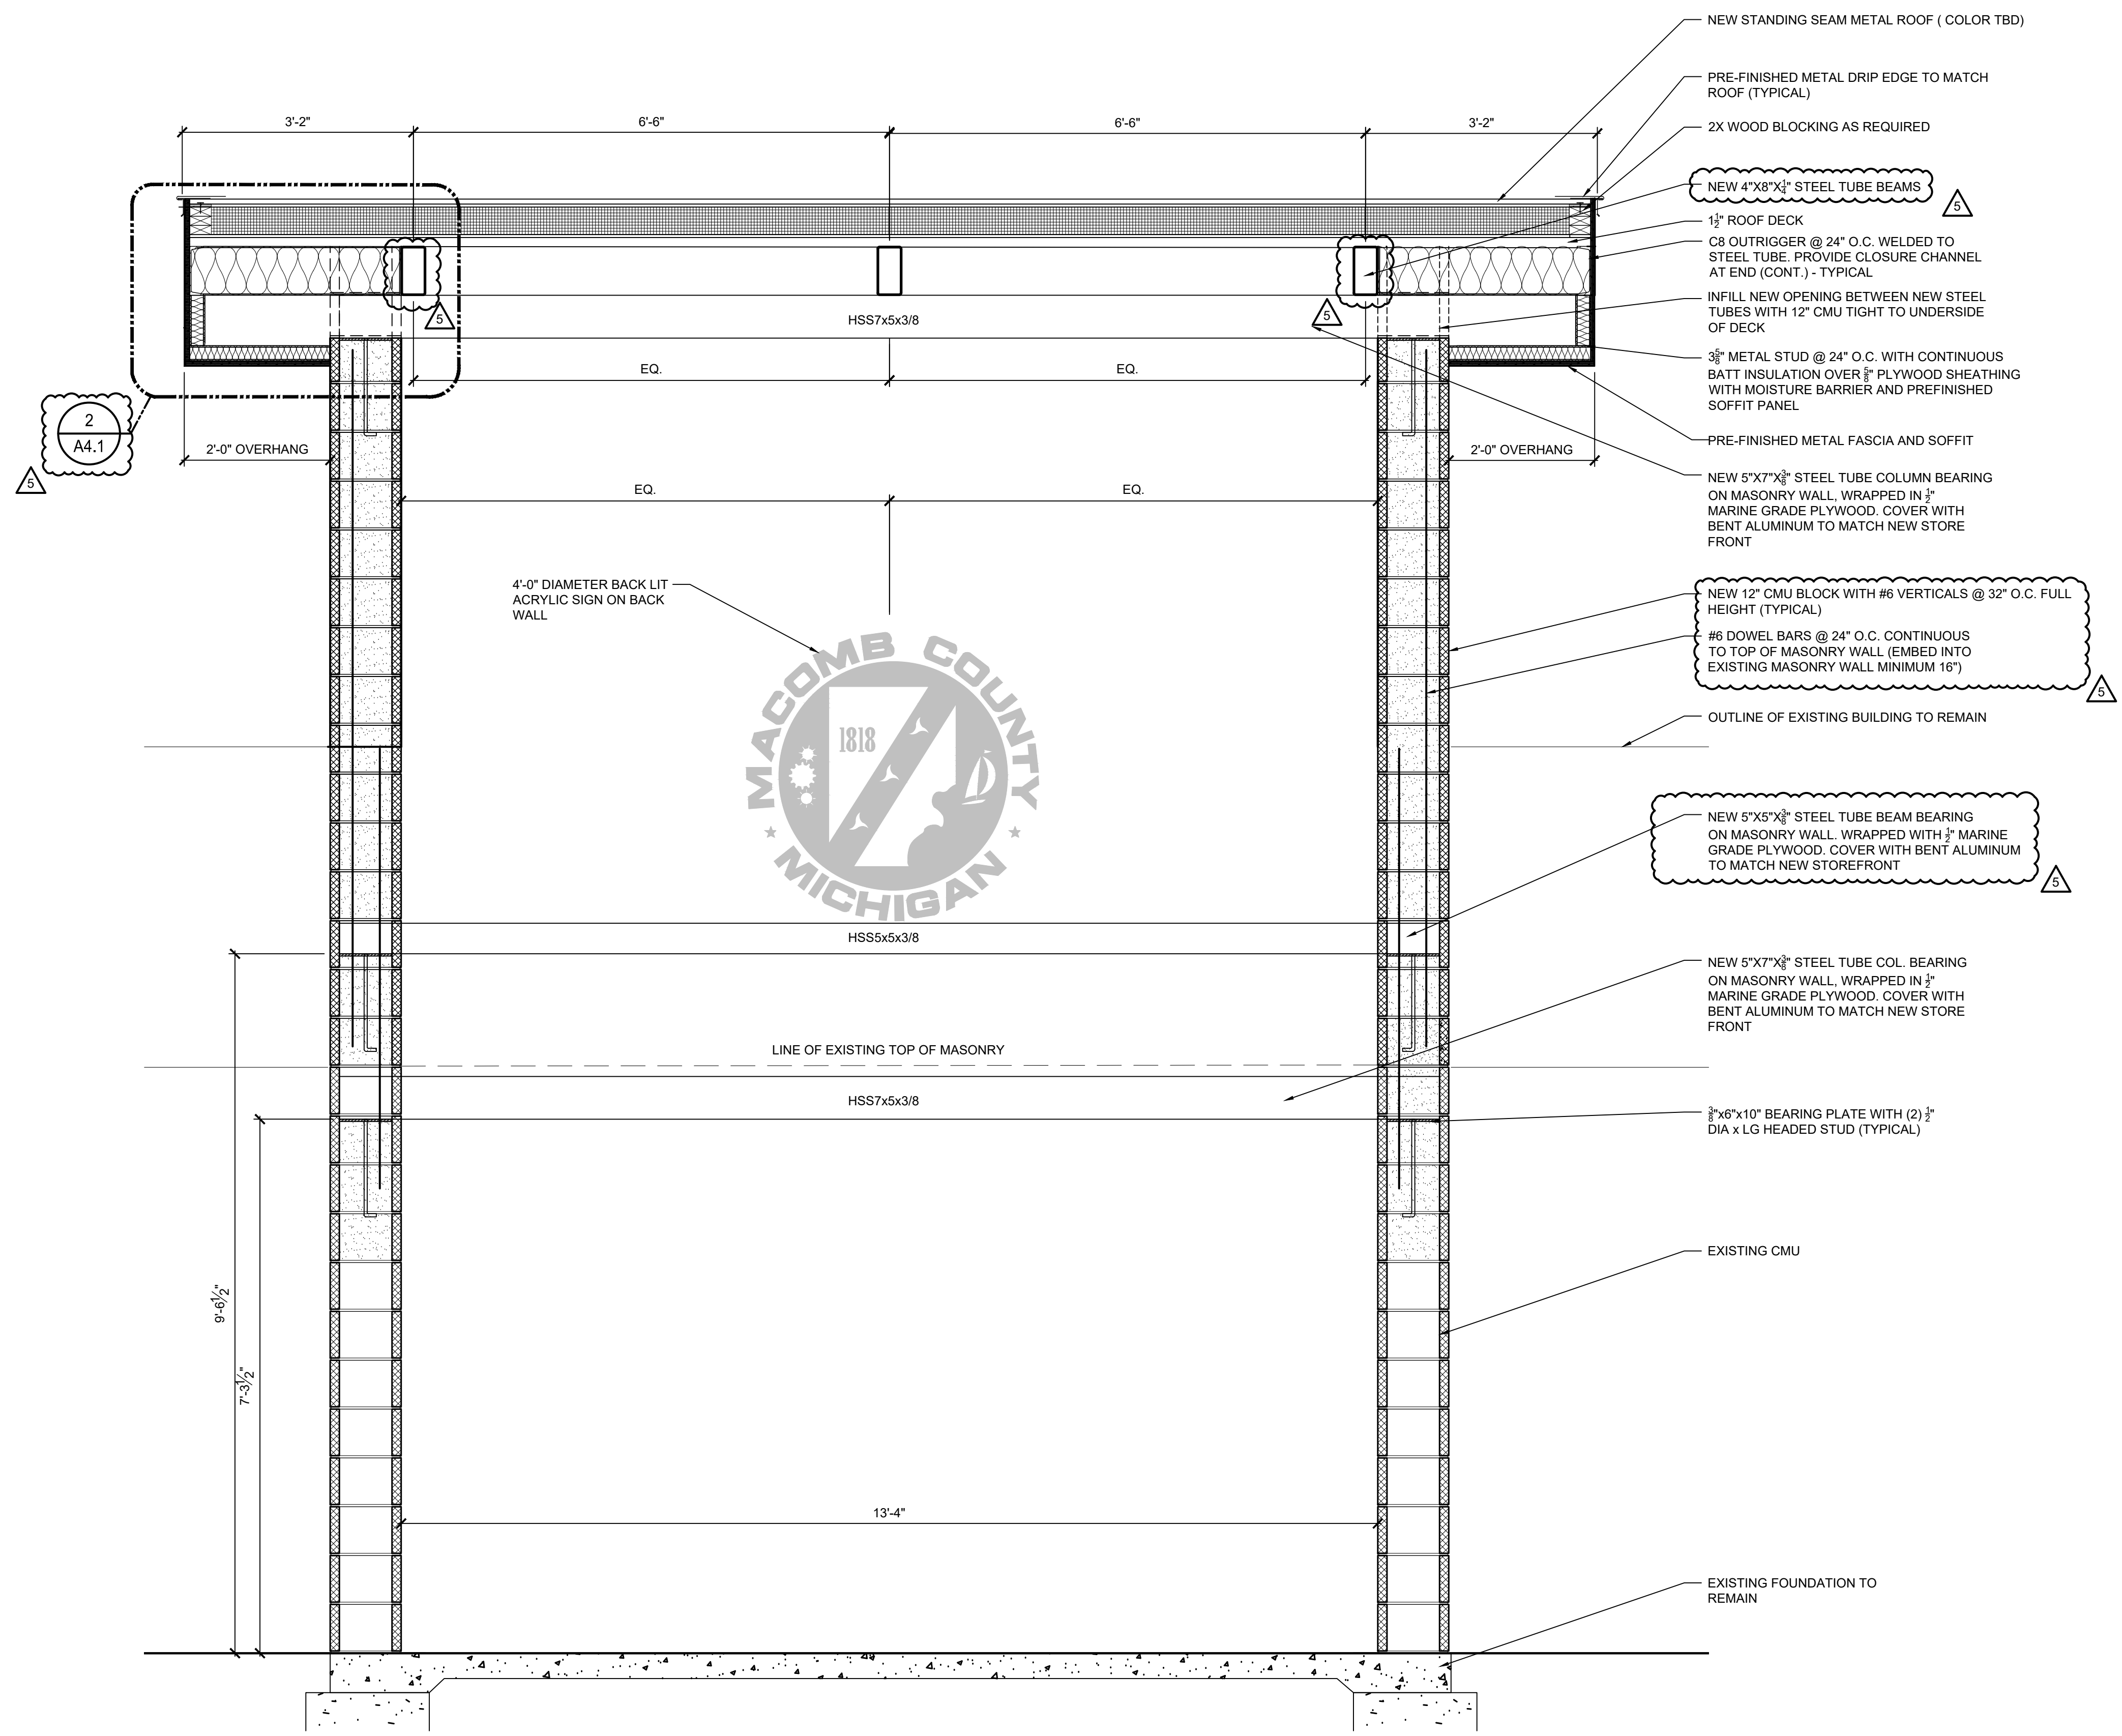 NEW STANDING SEAM METAL ROOF ( COLOR TBD)
PRE-FINISHED METAL DRIP EDGE TO MATCH
ROOF (TYPICAL)
2X WOOD BLOCKING AS REQUIRED
3'-2"
6'-6"
6'-6"
3'-2"
NEW 4"X8"X1/4" STEEL TUBE BEAMS
5
1 1/2" ROOF DECK
C8 OUTRIGGER @ 24" O.C. WELDED TO
STEEL TUBE. PROVIDE CLOSURE CHANNEL
AT END (CONT.) - TYPICAL
INFILL NEW OPENING BETWEEN NEW STEEL
TUBES WITH 12" CMU TIGHT TO UNDERSIDE
OF DECK
5
HSS7x5x3/8
5
3 5/8" METAL STUD @ 24" O.C. WITH CONTINUOUS
BATT INSULATION OVER 5/8" PLYWOOD SHEATHING
WITH MOISTURE BARRIER AND PREFINISHED
SOFFIT PANEL
EQ.
EQ.
2
A4.1
5
2'-0" OVERHANG
2'-0" OVERHANG
PRE-FINISHED METAL FASCIA AND SOFFIT
NEW 5"X7"X3/8" STEEL TUBE COLUMN BEARING
ON MASONRY WALL, WRAPPED IN 1/2"
MARINE GRADE PLYWOOD. COVER WITH
BENT ALUMINUM TO MATCH NEW STORE
FRONT
EQ.
EQ.
4'-0" DIAMETER BACK LIT
ACRYLIC SIGN ON BACK
WALL
NEW 12" CMU BLOCK WITH #6 VERTICALS @ 32" O.C. FULL
HEIGHT (TYPICAL)
#6 DOWEL BARS @ 24" O.C. CONTINUOUS
TO TOP OF MASONRY WALL (EMBED INTO
EXISTING MASONRY WALL MINIMUM 16")
5
MACOMB COUNTY
1818
MICHIGAN
OUTLINE OF EXISTING BUILDING TO REMAIN
NEW 5"X5"X3/8" STEEL TUBE BEAM BEARING
ON MASONRY WALL. WRAPPED WITH 1/2" MARINE
GRADE PLYWOOD. COVER WITH BENT ALUMINUM
TO MATCH NEW STOREFRONT
5
HSS5x5x3/8
NEW 5"X7"X3/8" STEEL TUBE COL. BEARING
ON MASONRY WALL, WRAPPED IN 1/2"
MARINE GRADE PLYWOOD. COVER WITH
BENT ALUMINUM TO MATCH NEW STORE
FRONT
LINE OF EXISTING TOP OF MASONRY
HSS7x5x3/8
3/8"x6"x10" BEARING PLATE WITH (2) 1/2"
DIA x LG HEADED STUD (TYPICAL)
EXISTING CMU
9'-6 1/2"
7'-3 1/2"
13'-4"
EXISTING FOUNDATION TO
REMAIN